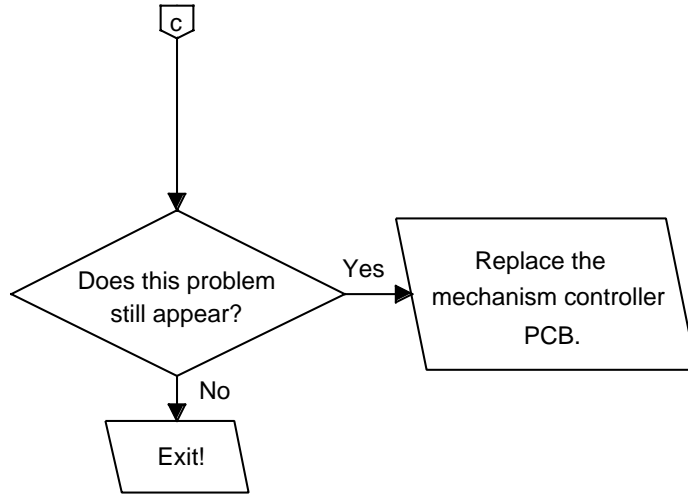 c
Does this problem
still appear?
Yes
Replace the
mechanism controller
PCB.
No
Exit!